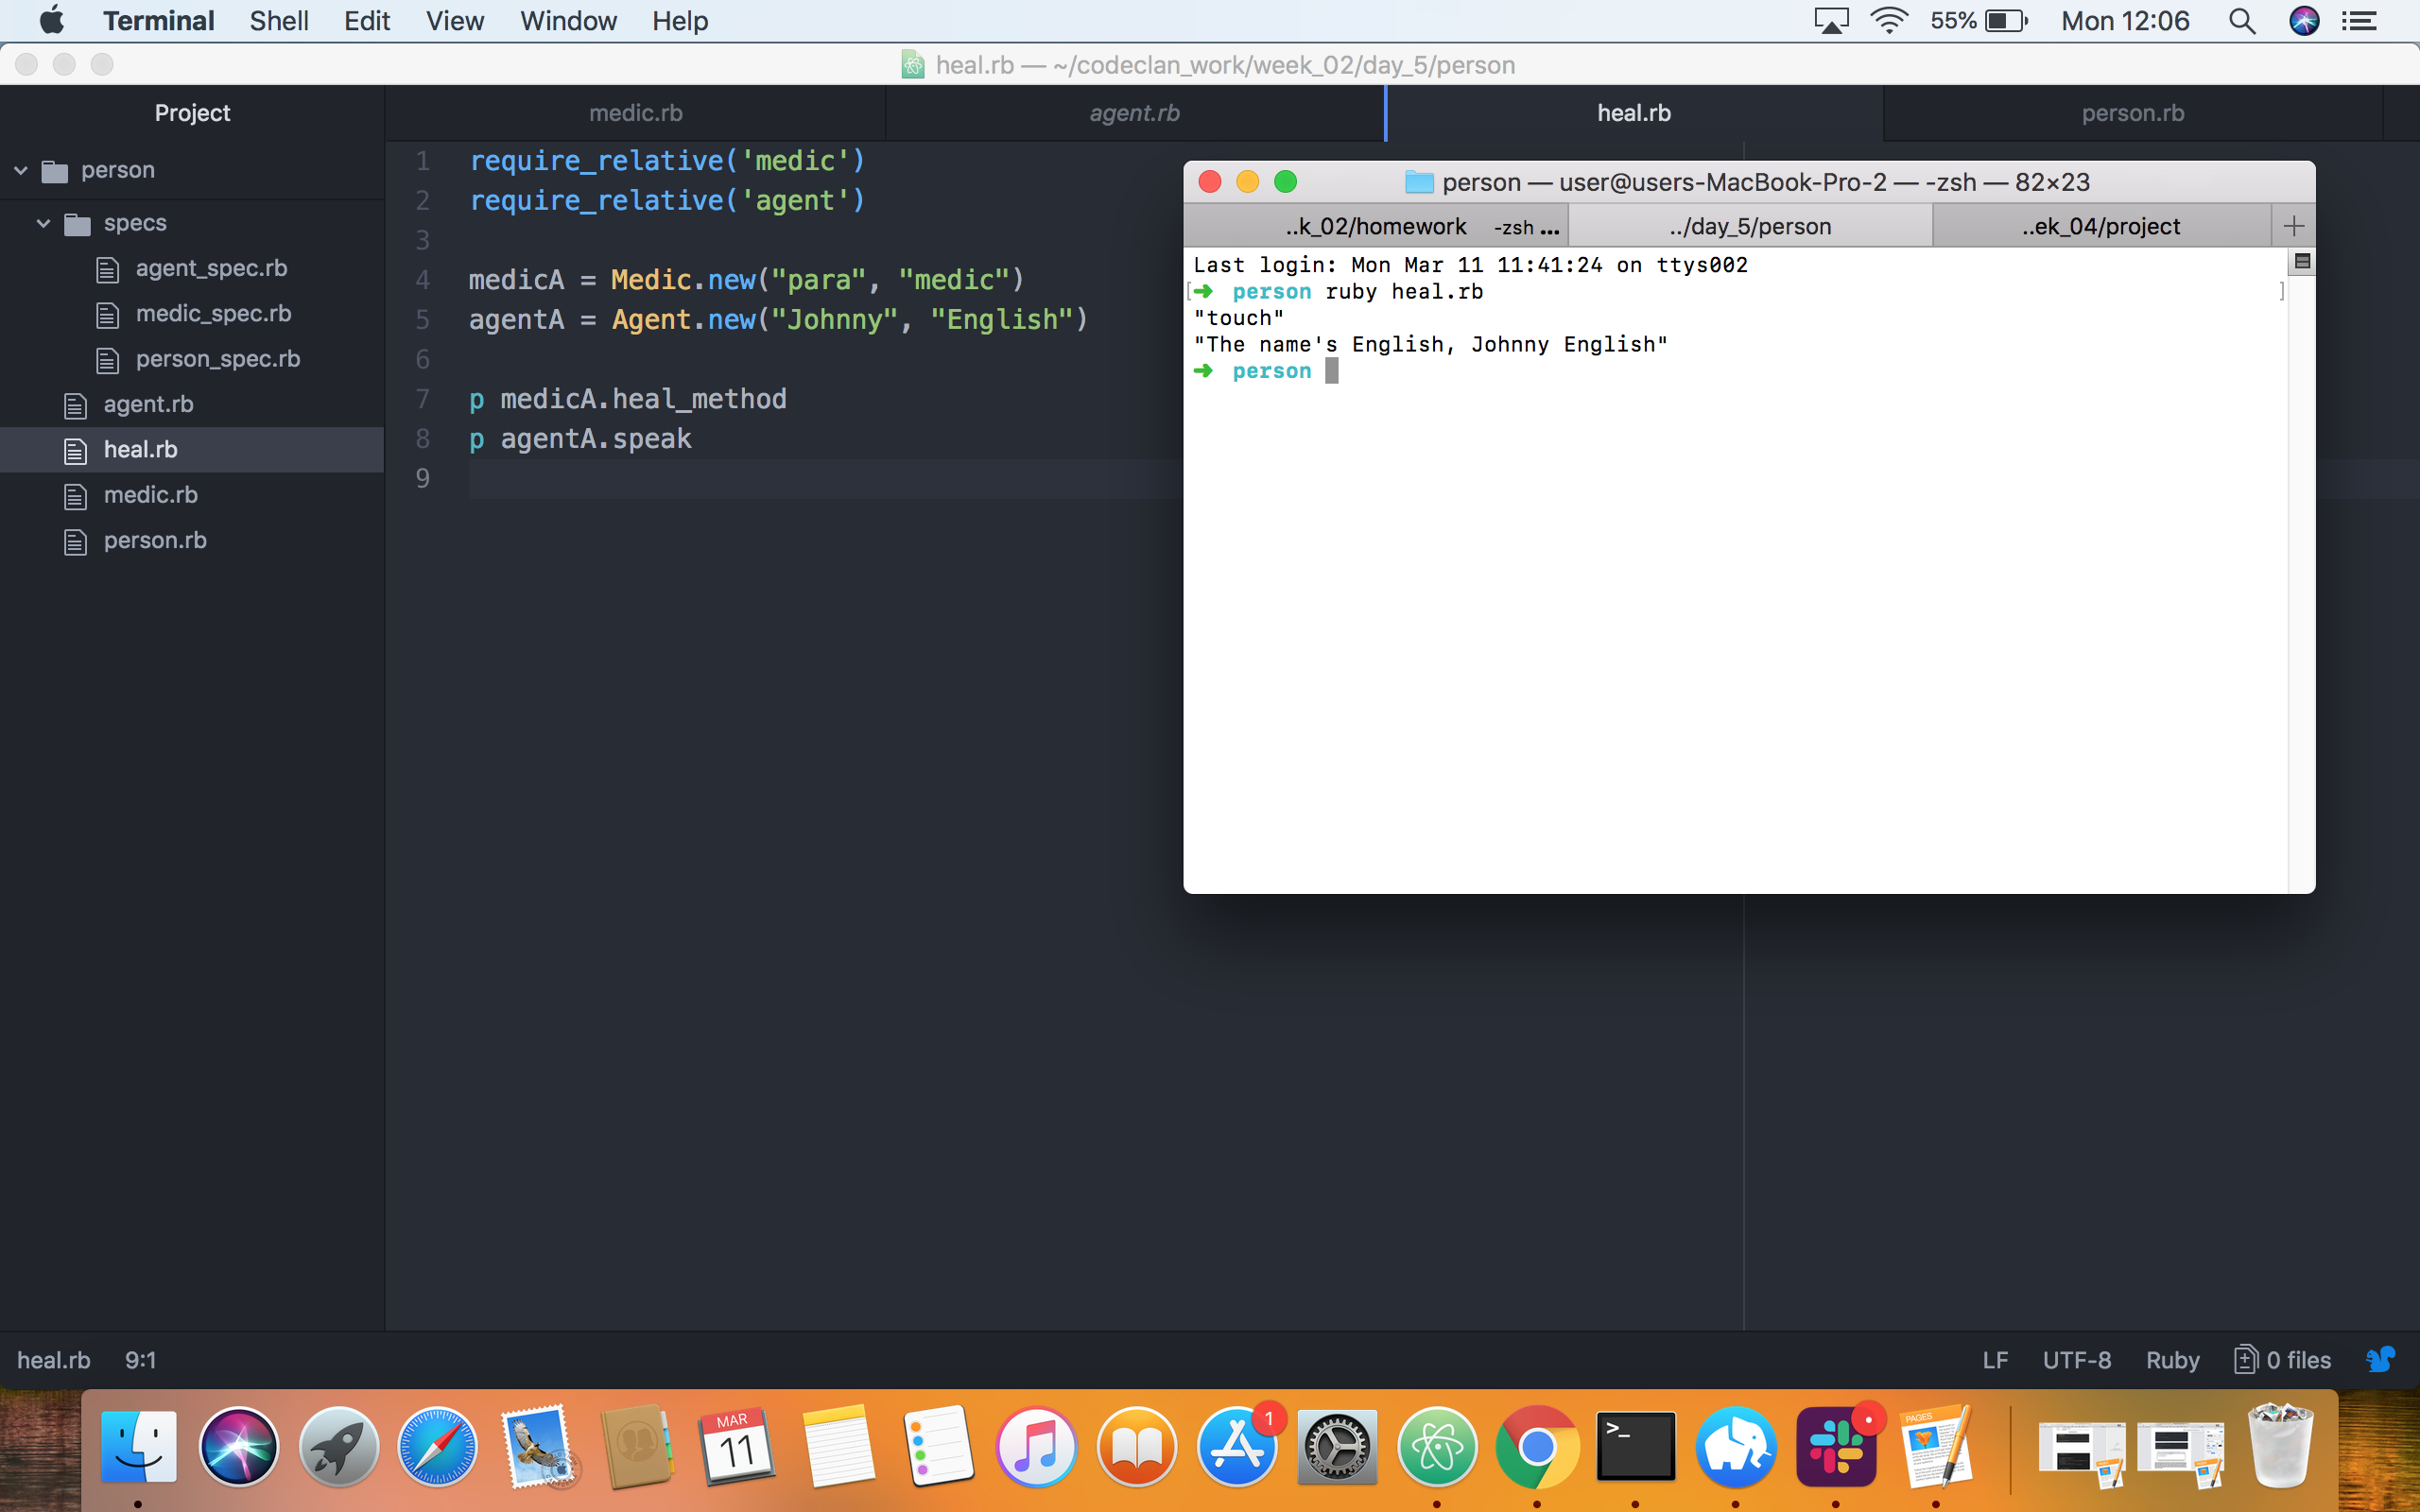 Terminal Shell Edit View Window Help 55% Mon 12:06
heal.rb — ~/codeclan_work/week_02/day_5/person
Project
medic.rb agent.rb heal.rb person.rb
person
specs
agent_spec.rb
medic_spec.rb
person_spec.rb
agent.rb
heal.rb
medic.rb
person.rb
1 require_relative('medic')
2 require_relative('agent')
3
4 medicA = Medic.new("para", "medic")
5 agentA = Agent.new("Johnny", "English")
6
7 p medicA.heal_method
8 p agentA.speak
9
person — user@users-MacBook-Pro-2 — -zsh — 82×23
..k_02/homework -zsh ... ../day_5/person ..ek_04/project +
Last login: Mon Mar 11 11:41:24 on ttys002
[➜ person ruby heal.rb ]
"touch"
"The name's English, Johnny English"
➜ person
heal.rb 9:1 LF UTF-8 Ruby 0 files
MAR
11
1
>_
PAGES